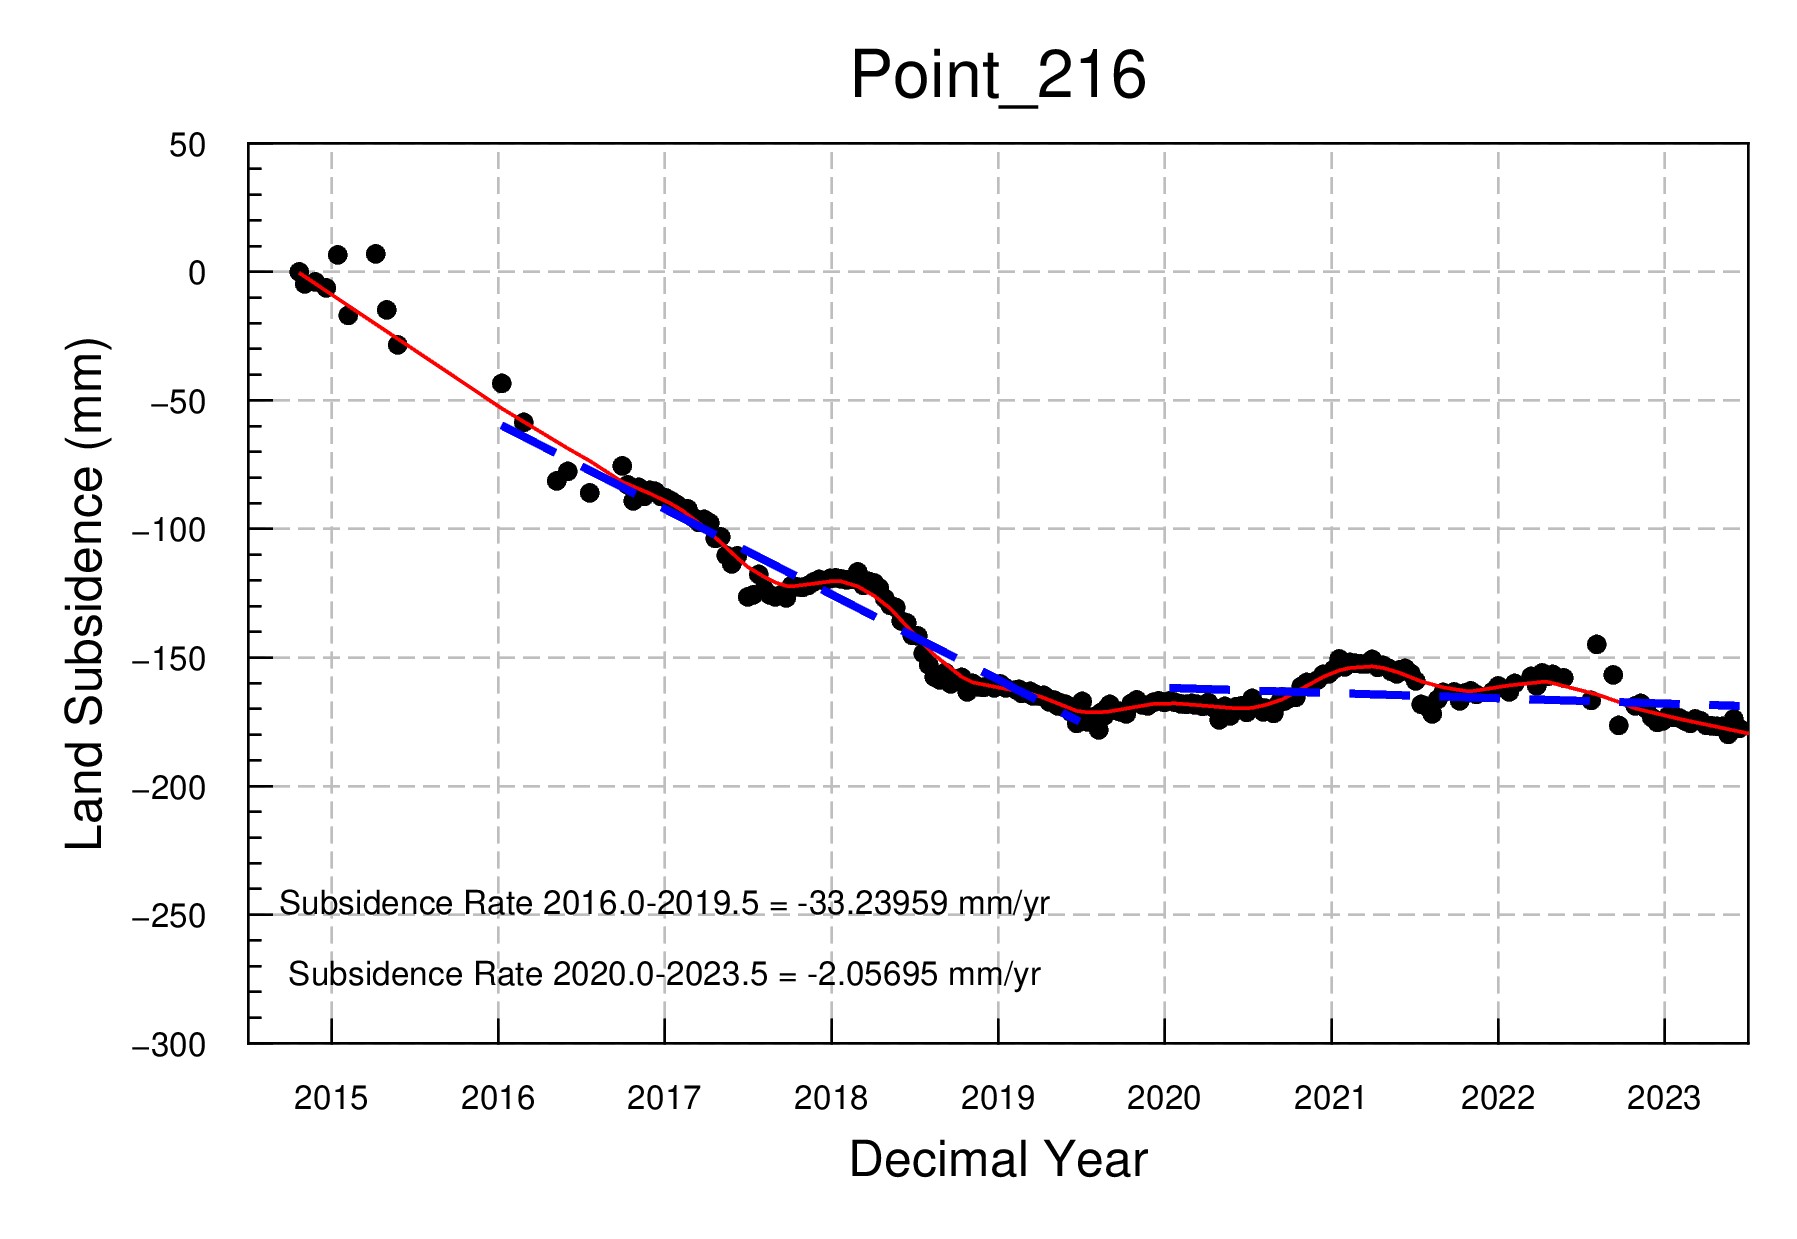 Point_216
50
0
−50
−100
−150
−200
−250
−300
Land Subsidence (mm)
Subsidence Rate 2016.0-2019.5 = -33.23959 mm/yr
Subsidence Rate 2020.0-2023.5 = -2.05695 mm/yr
2015 2016 2017 2018 2019 2020 2021 2022 2023
Decimal Year